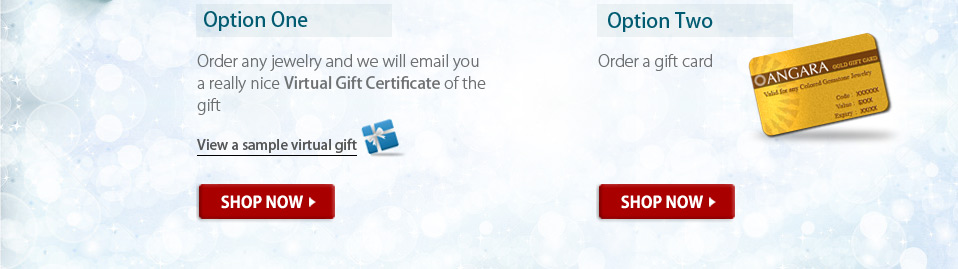 Option One
Order any jewelry and we will email you
a really nice Virtual Gift Certificate of the
gift
View a sample virtual gift
SHOP NOW
Option Two
Order a gift card
ANGARA GOLD GIFT CARD
Valid for any Colored Gemstone Jewelry
Code : XXXXXX
Value : $XXX
Expiry : XX/XX
SHOP NOW